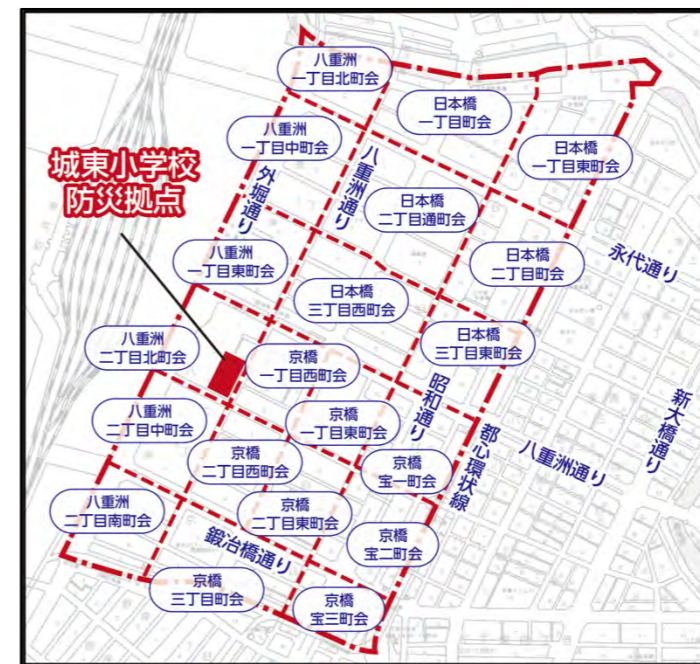 八重洲
一丁目北町会
日本橋
一丁目町会
八重洲
一丁目中町会
日本橋
一丁目東町会
城東小学校
防災拠点
外堀通り
八重洲通り
日本橋
二丁目通町会
永代通り
八重洲
一丁目東町会
日本橋
二丁目町会
日本橋
三丁目西町会
八重洲
二丁目北町会
日本橋
三丁目東町会
京橋
一丁目西町会
昭和通り
新大橋通り
八重洲
二丁目中町会
京橋
一丁目東町会
都心環状線
八重洲通り
京橋
二丁目西町会
京橋
宝一町会
八重洲
二丁目南町会
京橋
二丁目東町会
鍛冶橋通り
京橋
宝二町会
京橋
三丁目町会
京橋
宝三町会